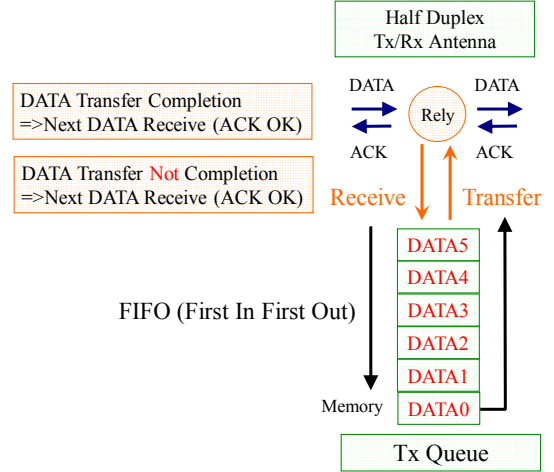 Half Duplex
Tx/Rx Antenna
DATA Transfer Completion
=>Next DATA Receive (ACK OK)
DATA Transfer Not Completion
=>Next DATA Receive (ACK OK)
DATA
DATA
Rely
ACK
ACK
Receive
Transfer
DATA5
DATA4
DATA3
DATA2
DATA1
DATA0
FIFO (First In First Out)
Memory
Tx Queue